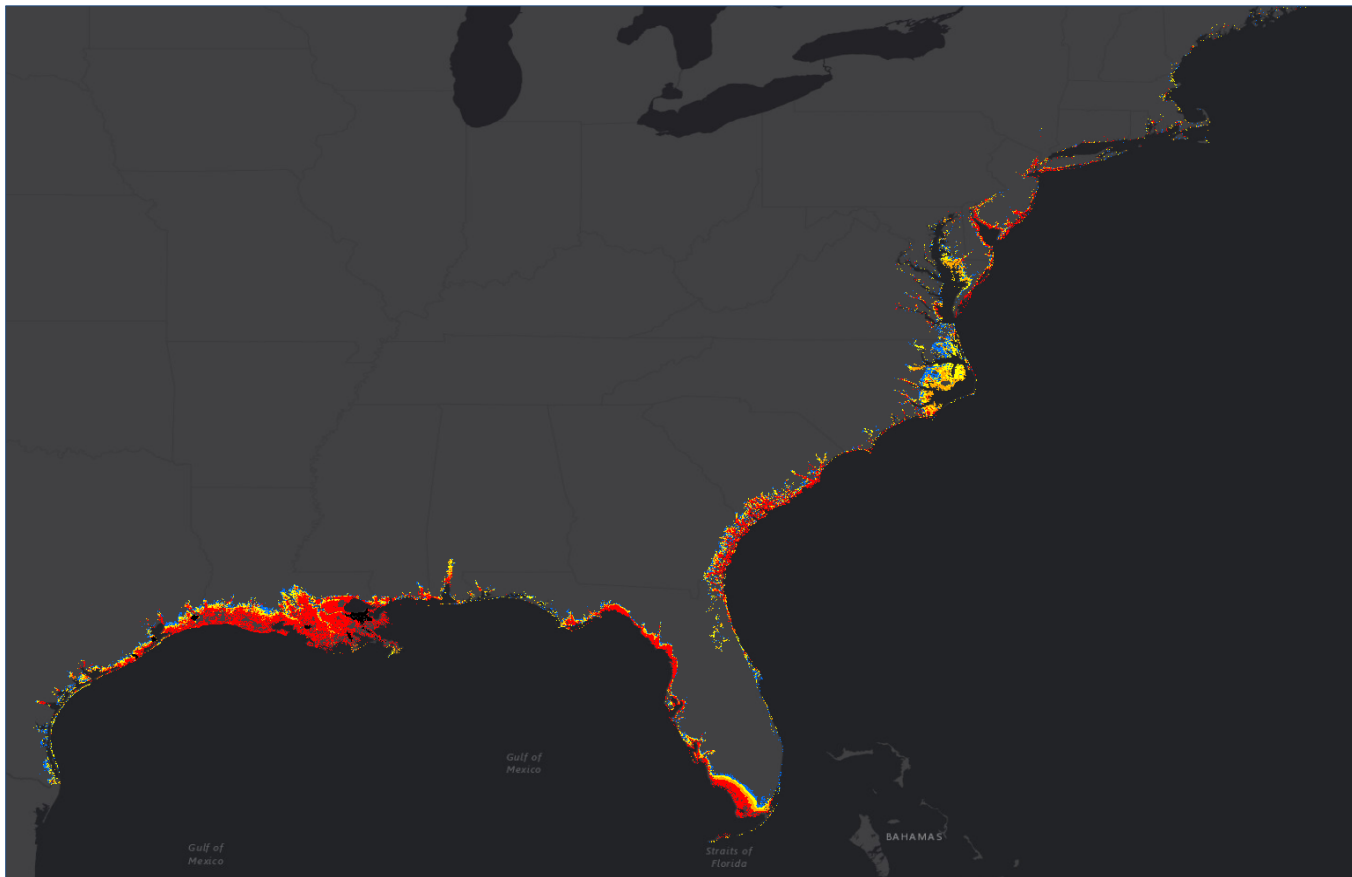 Gulf of
Mexico
BAHAMAS
Gulf of
Mexico
Straits of
Florida